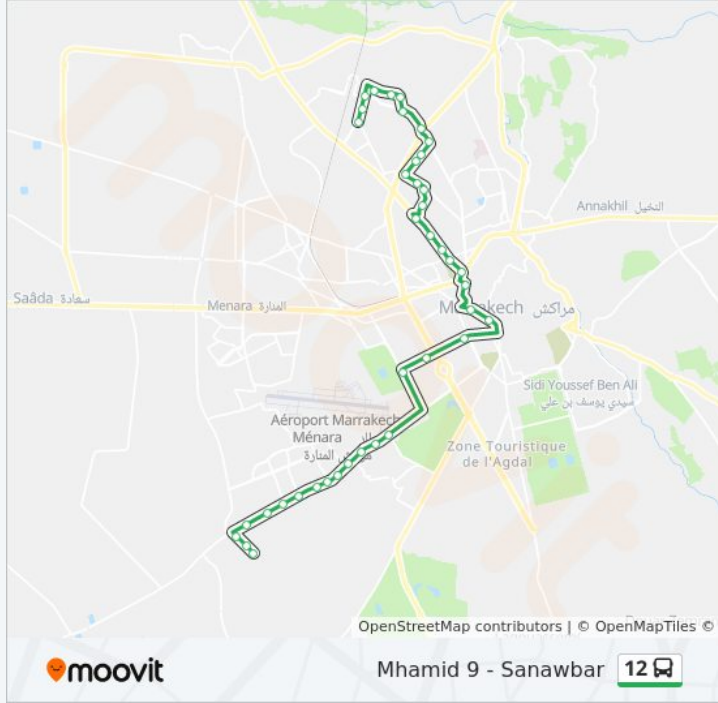 Annakhil النخيل
Saâda سعادة
Menara المنارة
مراكش
Sidi Youssef Ben Ali
سيدي يوسف بن علي
Aéroport Marrakech
Ménara
المنارة
Zone Touristique
de l'Agdal
OpenStreetMap contributors | © OpenMapTiles ©
moovit
Mhamid 9 - Sanawbar 12